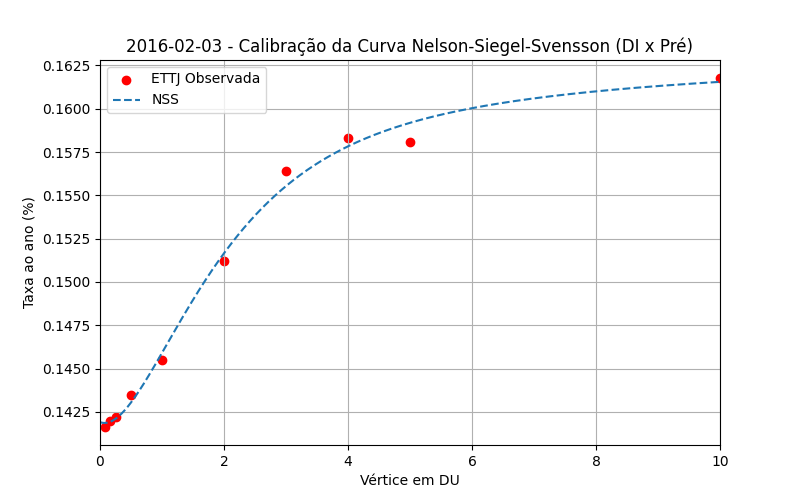 2016-02-03 - Calibração da Curva Nelson-Siegel-Svensson (DI x Pré)
ETTJ Observada
NSS
Taxa ao ano (%)
0.1625
0.1600
0.1575
0.1550
0.1525
0.1500
0.1475
0.1450
0.1425
0 2 4 6 8 10
Vértice em DU